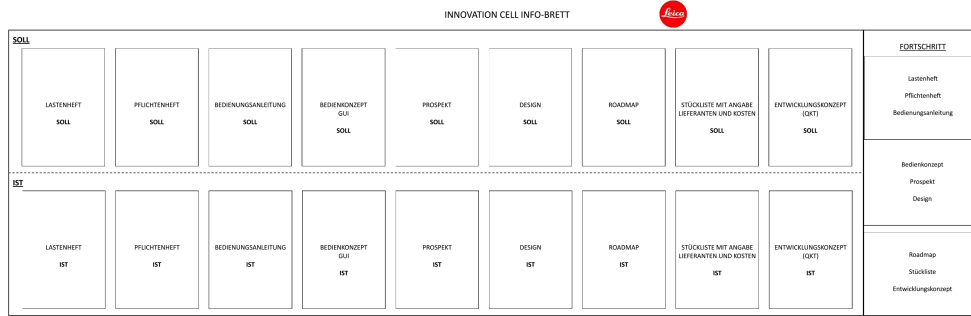 INNOVATION CELL INFO-BRETT
Leica
SOLL
LASTENHEFT
SOLL
PFLICHTENHEFT
SOLL
BEDIENUNGSANLEITUNG
SOLL
BEDIENKONZEPT
GUI
SOLL
PROSPEKT
SOLL
DESIGN
SOLL
ROADMAP
SOLL
STÜCKLISTE MIT ANGABE
LIEFERANTEN UND KOSTEN
SOLL
ENTWICKLUNGSKONZEPT
(QKT)
SOLL
IST
LASTENHEFT
IST
PFLICHTENHEFT
IST
BEDIENUNGSANLEITUNG
IST
BEDIENKONZEPT
GUI
IST
PROSPEKT
IST
DESIGN
IST
ROADMAP
IST
STÜCKLISTE MIT ANGABE
LIEFERANTEN UND KOSTEN
IST
ENTWICKLUNGSKONZEPT
(QKT)
IST
FORTSCHRITT
Lastenheft
Pflichtenheft
Bedienungsanleitung
Bedienkonzept
Prospekt
Design
Roadmap
Stückliste
Entwicklungskonzept